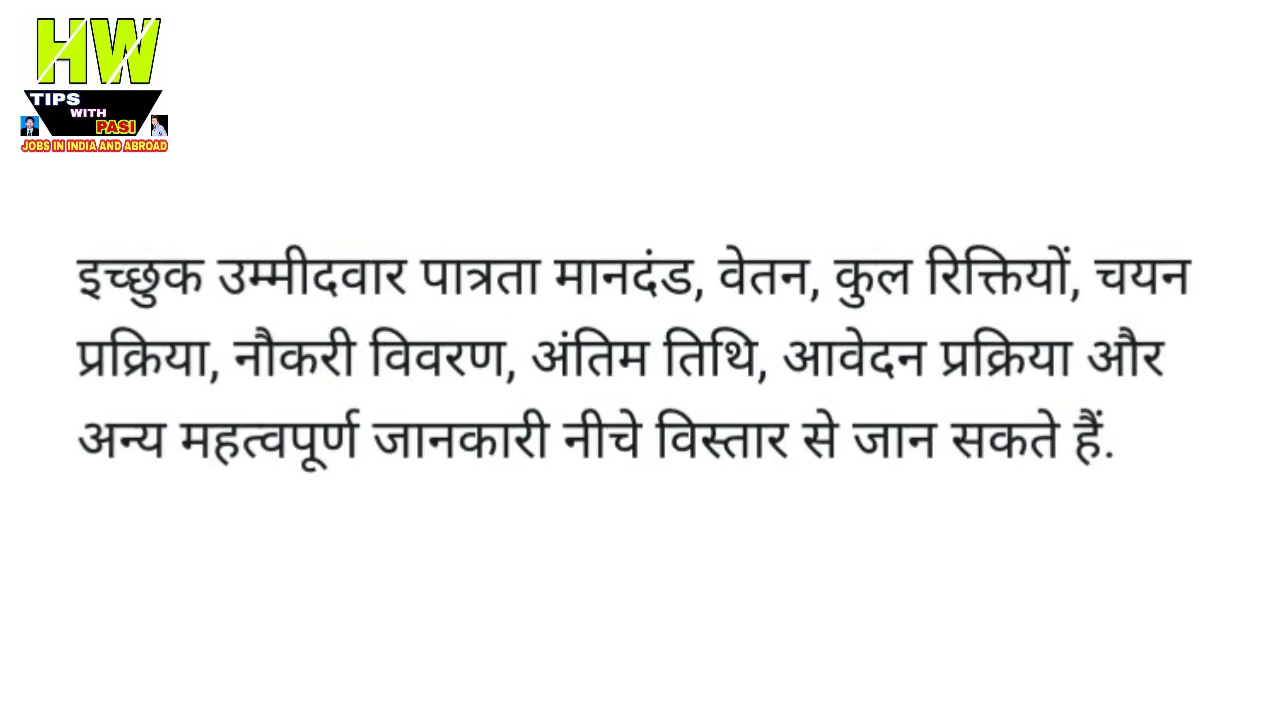 HW
TIPS
WITH
PASI
JOBS IN INDIA AND ABROAD
इच्छुक उम्मीदवार पात्रता मानदंड, वेतन, कुल रिक्तियों, चयन
प्रक्रिया, नौकरी विवरण, अंतिम तिथि, आवेदन प्रक्रिया और
अन्य महत्वपूर्ण जानकारी नीचे विस्तार से जान सकते हैं.